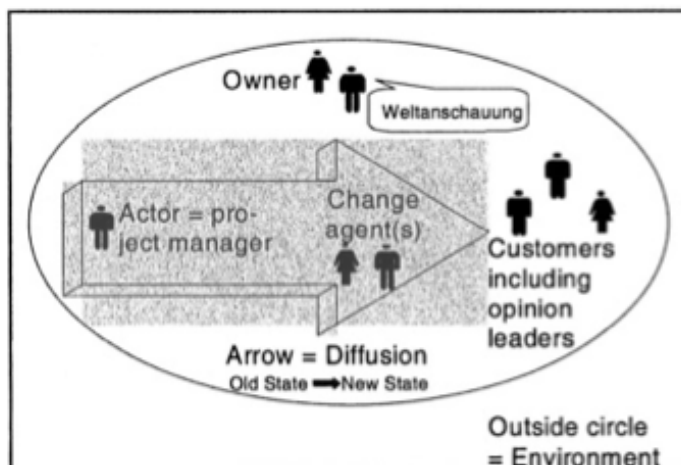 Owner
Weltanschauung
Actor = pro-
ject manager
Change
agent(s)
Customers
including
opinion
leaders
Arrow = Diffusion
Old State ➡ New State
Outside circle
= Environment